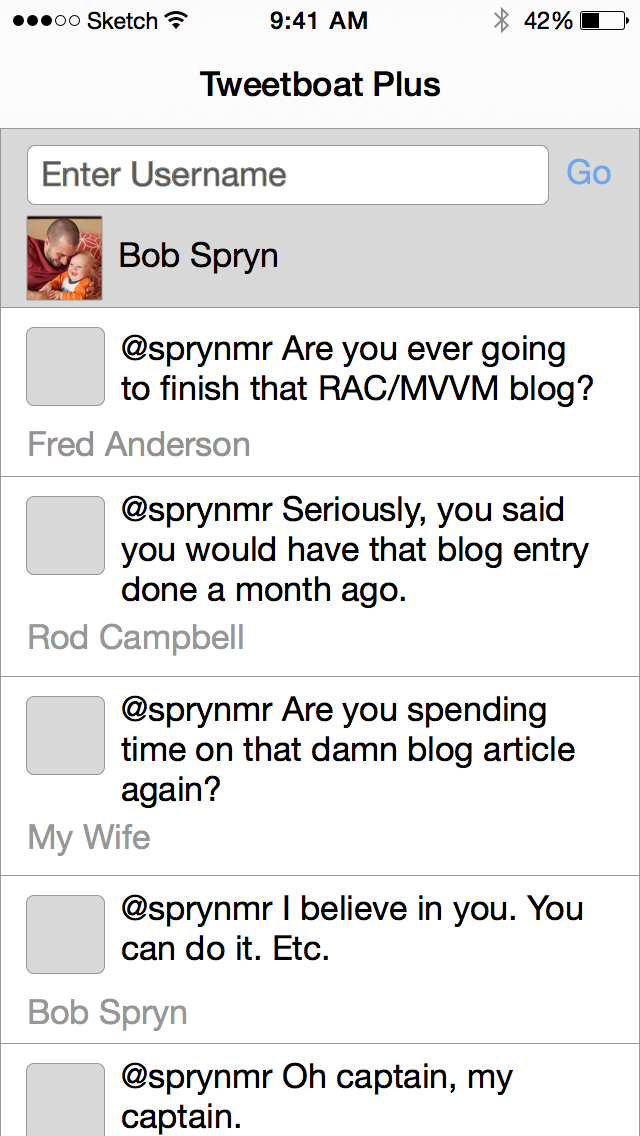 Sketch 9:41 AM 42%
Tweetboat Plus
Enter Username Go
Bob Spryn
@sprynmr Are you ever going
to finish that RAC/MVVM blog?
Fred Anderson
@sprynmr Seriously, you said
you would have that blog entry
done a month ago.
Rod Campbell
@sprynmr Are you spending
time on that damn blog article
again?
My Wife
@sprynmr I believe in you. You
can do it. Etc.
Bob Spryn
@sprynmr Oh captain, my
captain.